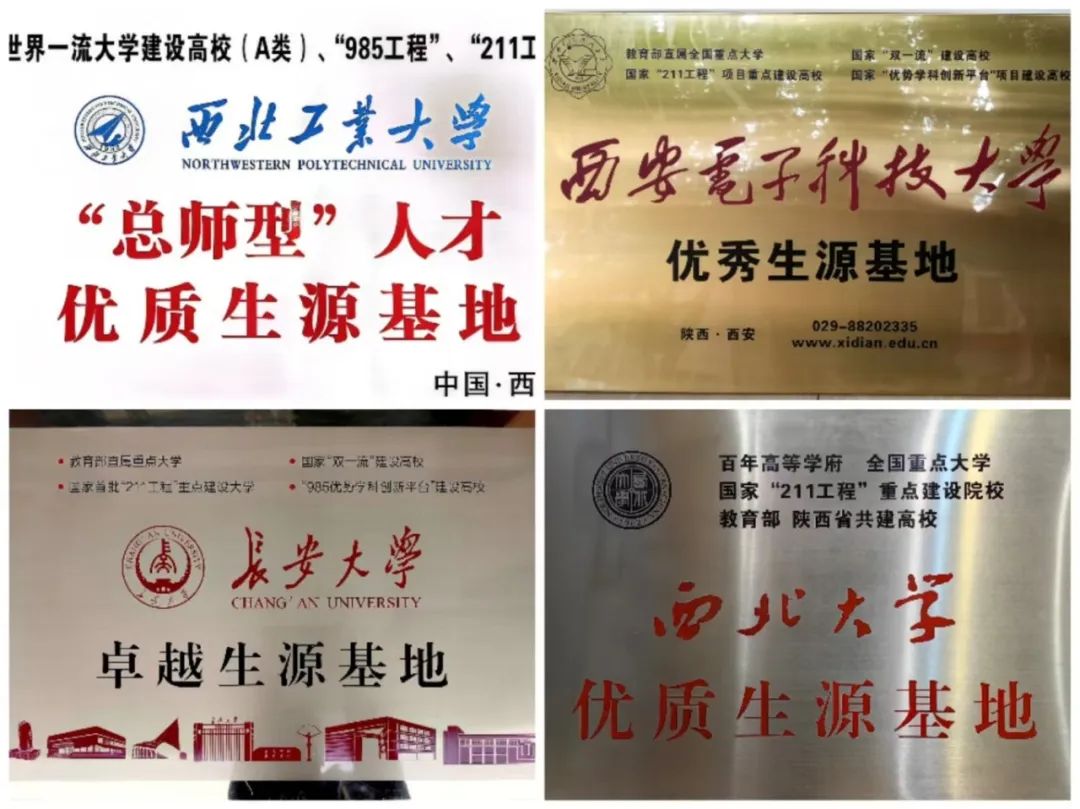 世界一流大学建设高校（A类）、“985工程”、“211工
西北工业大学
NORTHWESTERN POLYTECHNICAL UNIVERSITY
“总师型”人才
优质生源基地
中国·西
教育部直属全国重点大学 国家“双一流”建设高校
国家“211工程”项目重点建设高校 国家“优势学科创新平台”项目建设高校
西安電子科技大学
优秀生源基地
陕西·西安
029-88202335
www.xidian.edu.cn
• 教育部直属重点大学 • 国家“双一流”建设高校
• 国家首批“211工程”重点建设大学 • “985优势学科创新平台”建设高校
CHANG'AN UNIVERSITY
長安大学
CHANG'AN UNIVERSITY
卓越生源基地
百年高等学府 全国重点大学
国家“211工程”重点建设院校
教育部 陕西省共建高校
西北大学
优质生源基地